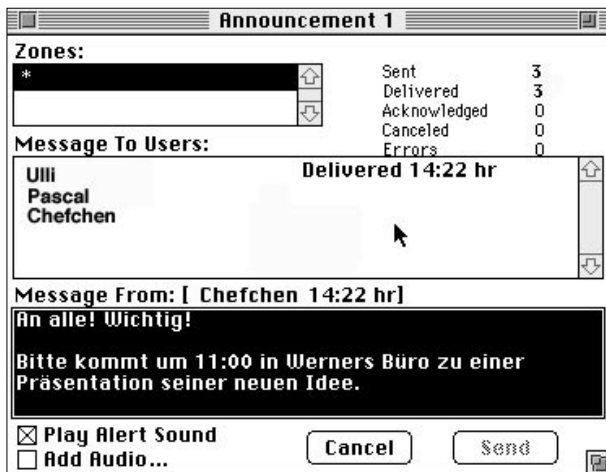 Announcement 1
Zones:
*
Sent 3
Delivered 3
Acknowledged 0
Canceled 0
Errors 0
Message To Users:
Ulli Delivered 14:22 hr
Pascal
Chefchen
Message From: [ Chefchen 14:22 hr]
An alle! Wichtig!
Bitte kommt um 11:00 in Werners Büro zu einer
Präsentation seiner neuen Idee.
Play Alert Sound
Add Audio...
Cancel
Send